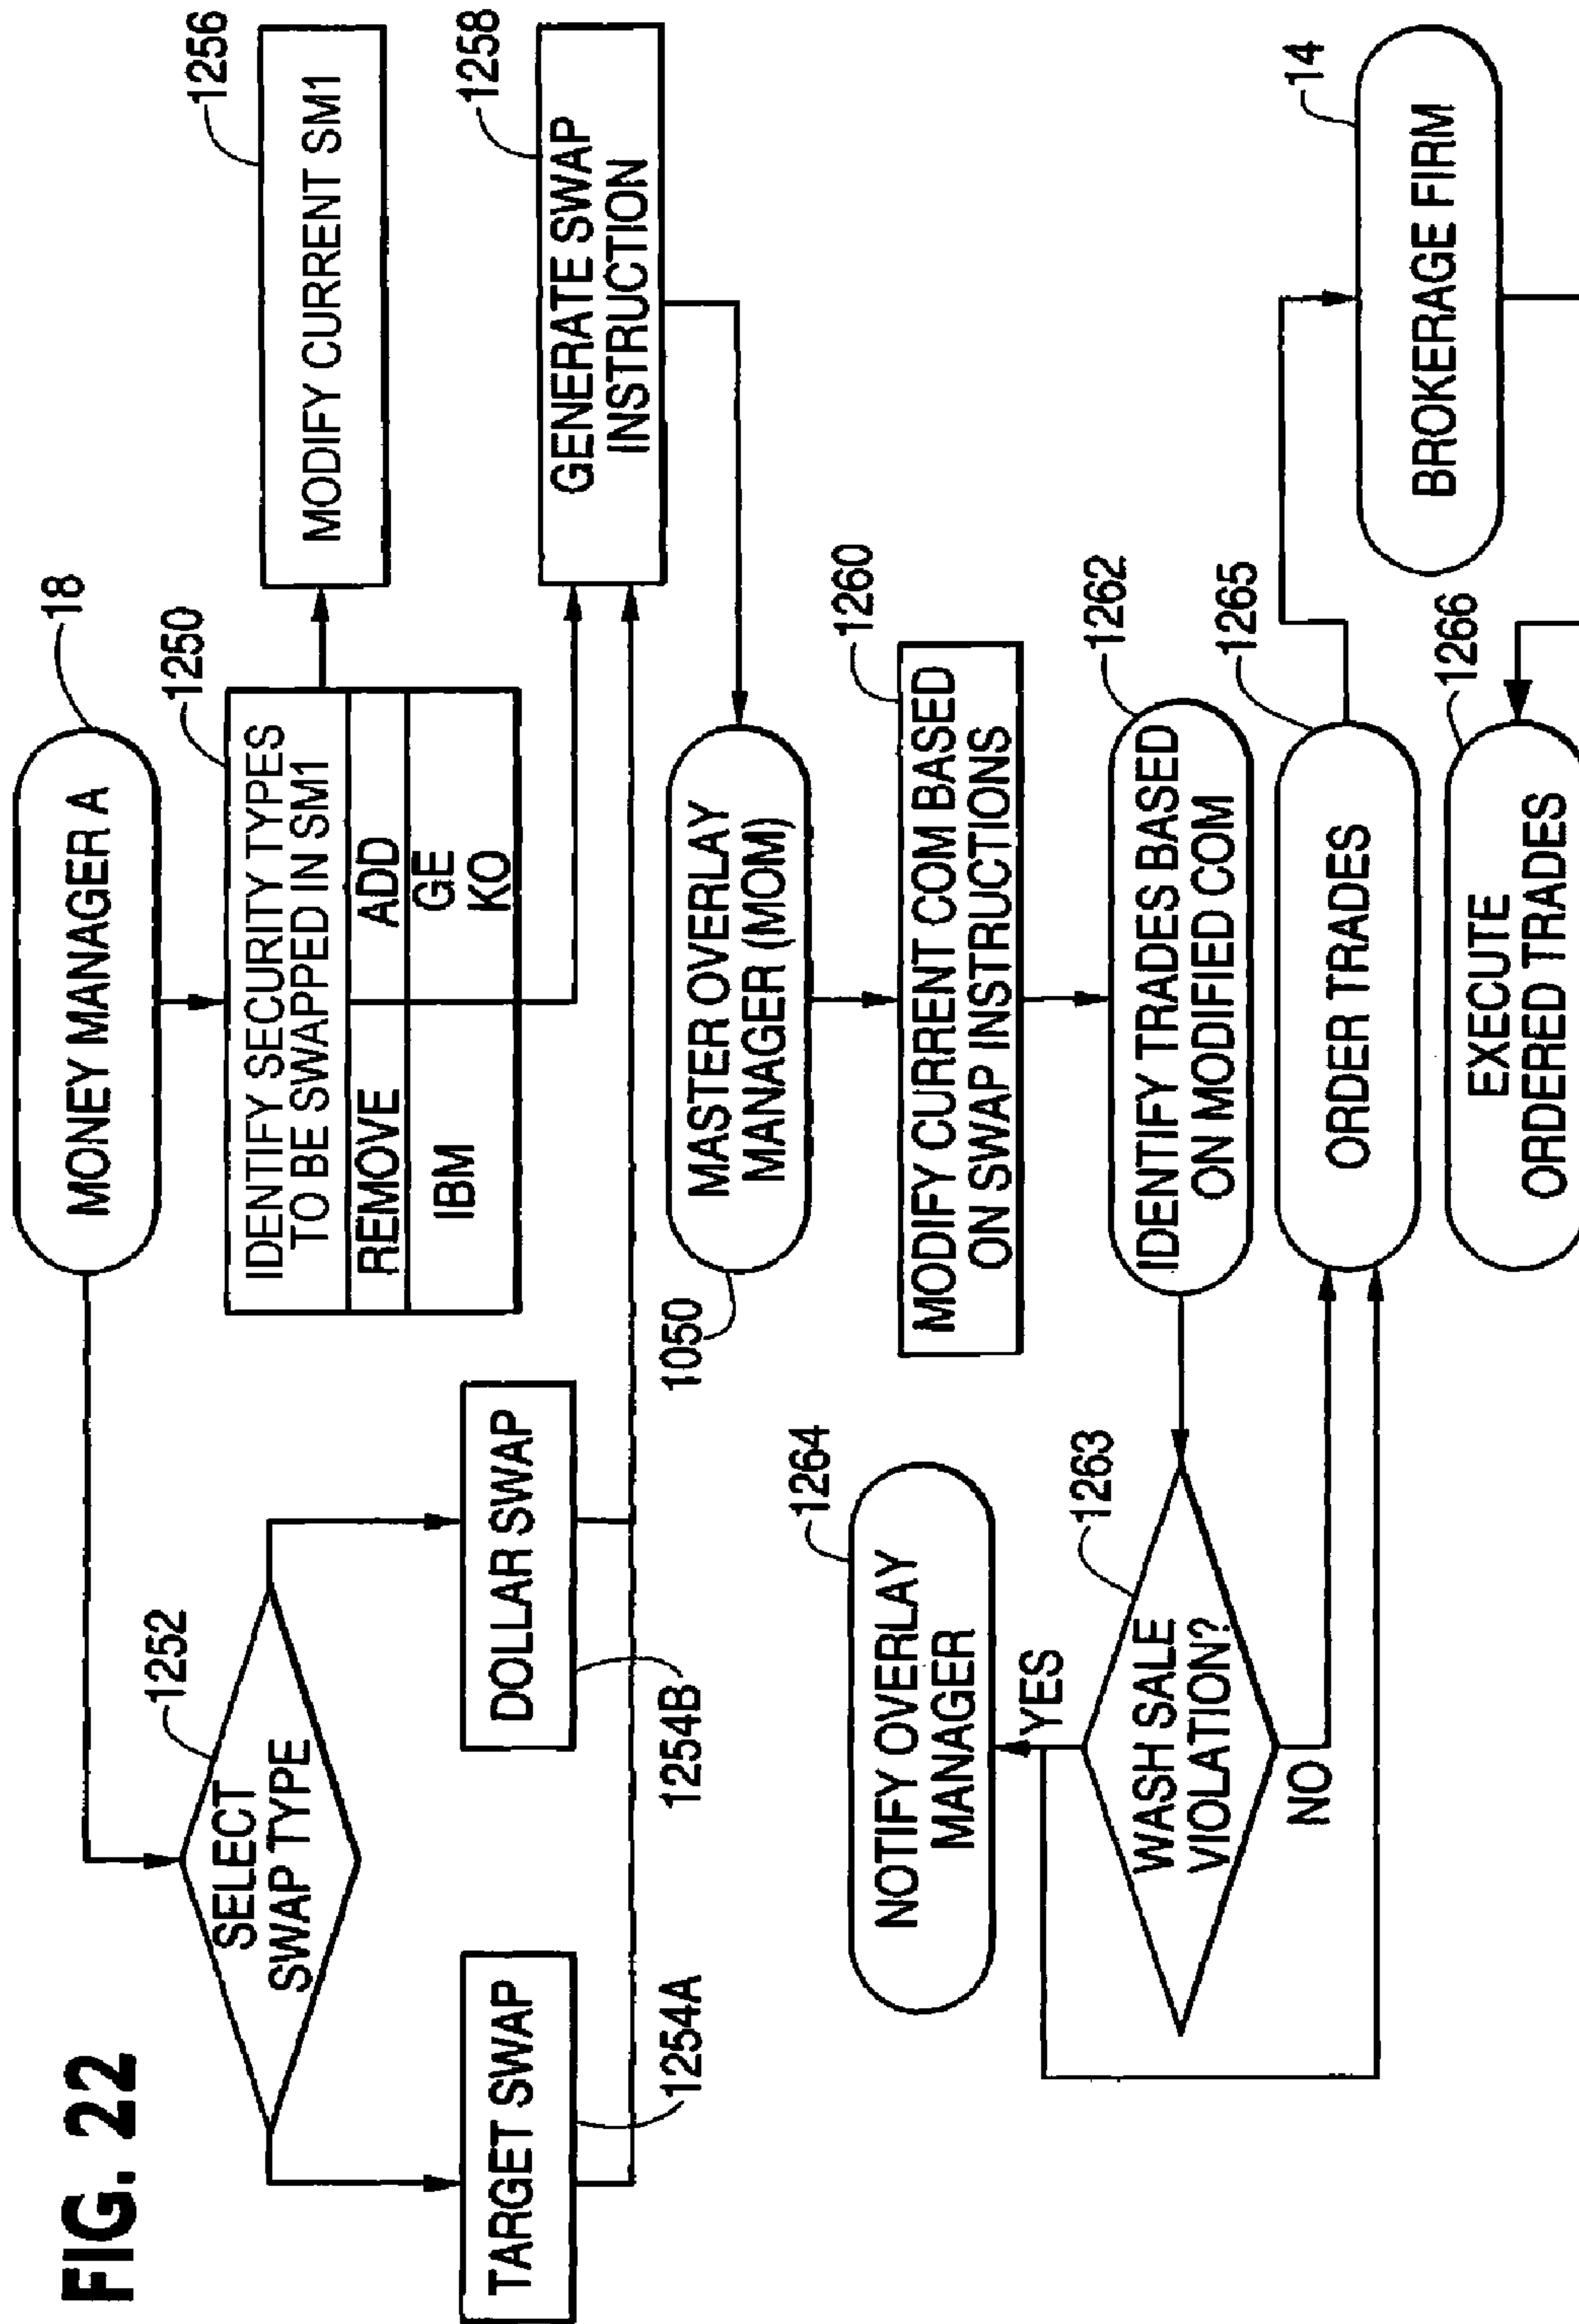 FIG. 22
MONEY MANAGER A
18
SELECT
SWAP TYPE
1252
IDENTIFY SECURITY TYPES
TO BE SWAPPED IN SM1
1250
REMOVE
ADD
IBM
GE
KO
MODIFY CURRENT SM1
1256
TARGET SWAP
1254A
DOLLAR SWAP
1254B
GENERATE SWAP
INSTRUCTION
1258
MASTER OVERLAY
MANAGER (MOM)
1050
MODIFY CURRENT COM BASED
ON SWAP INSTRUCTIONS
1260
NOTIFY OVERLAY
MANAGER
1264
YES
WASH SALE
VIOLATION?
1263
NO
IDENTIFY TRADES BASED
ON MODIFIED COM
1262
ORDER TRADES
1265
BROKERAGE FIRM
14
EXECUTE
ORDERED TRADES
1266